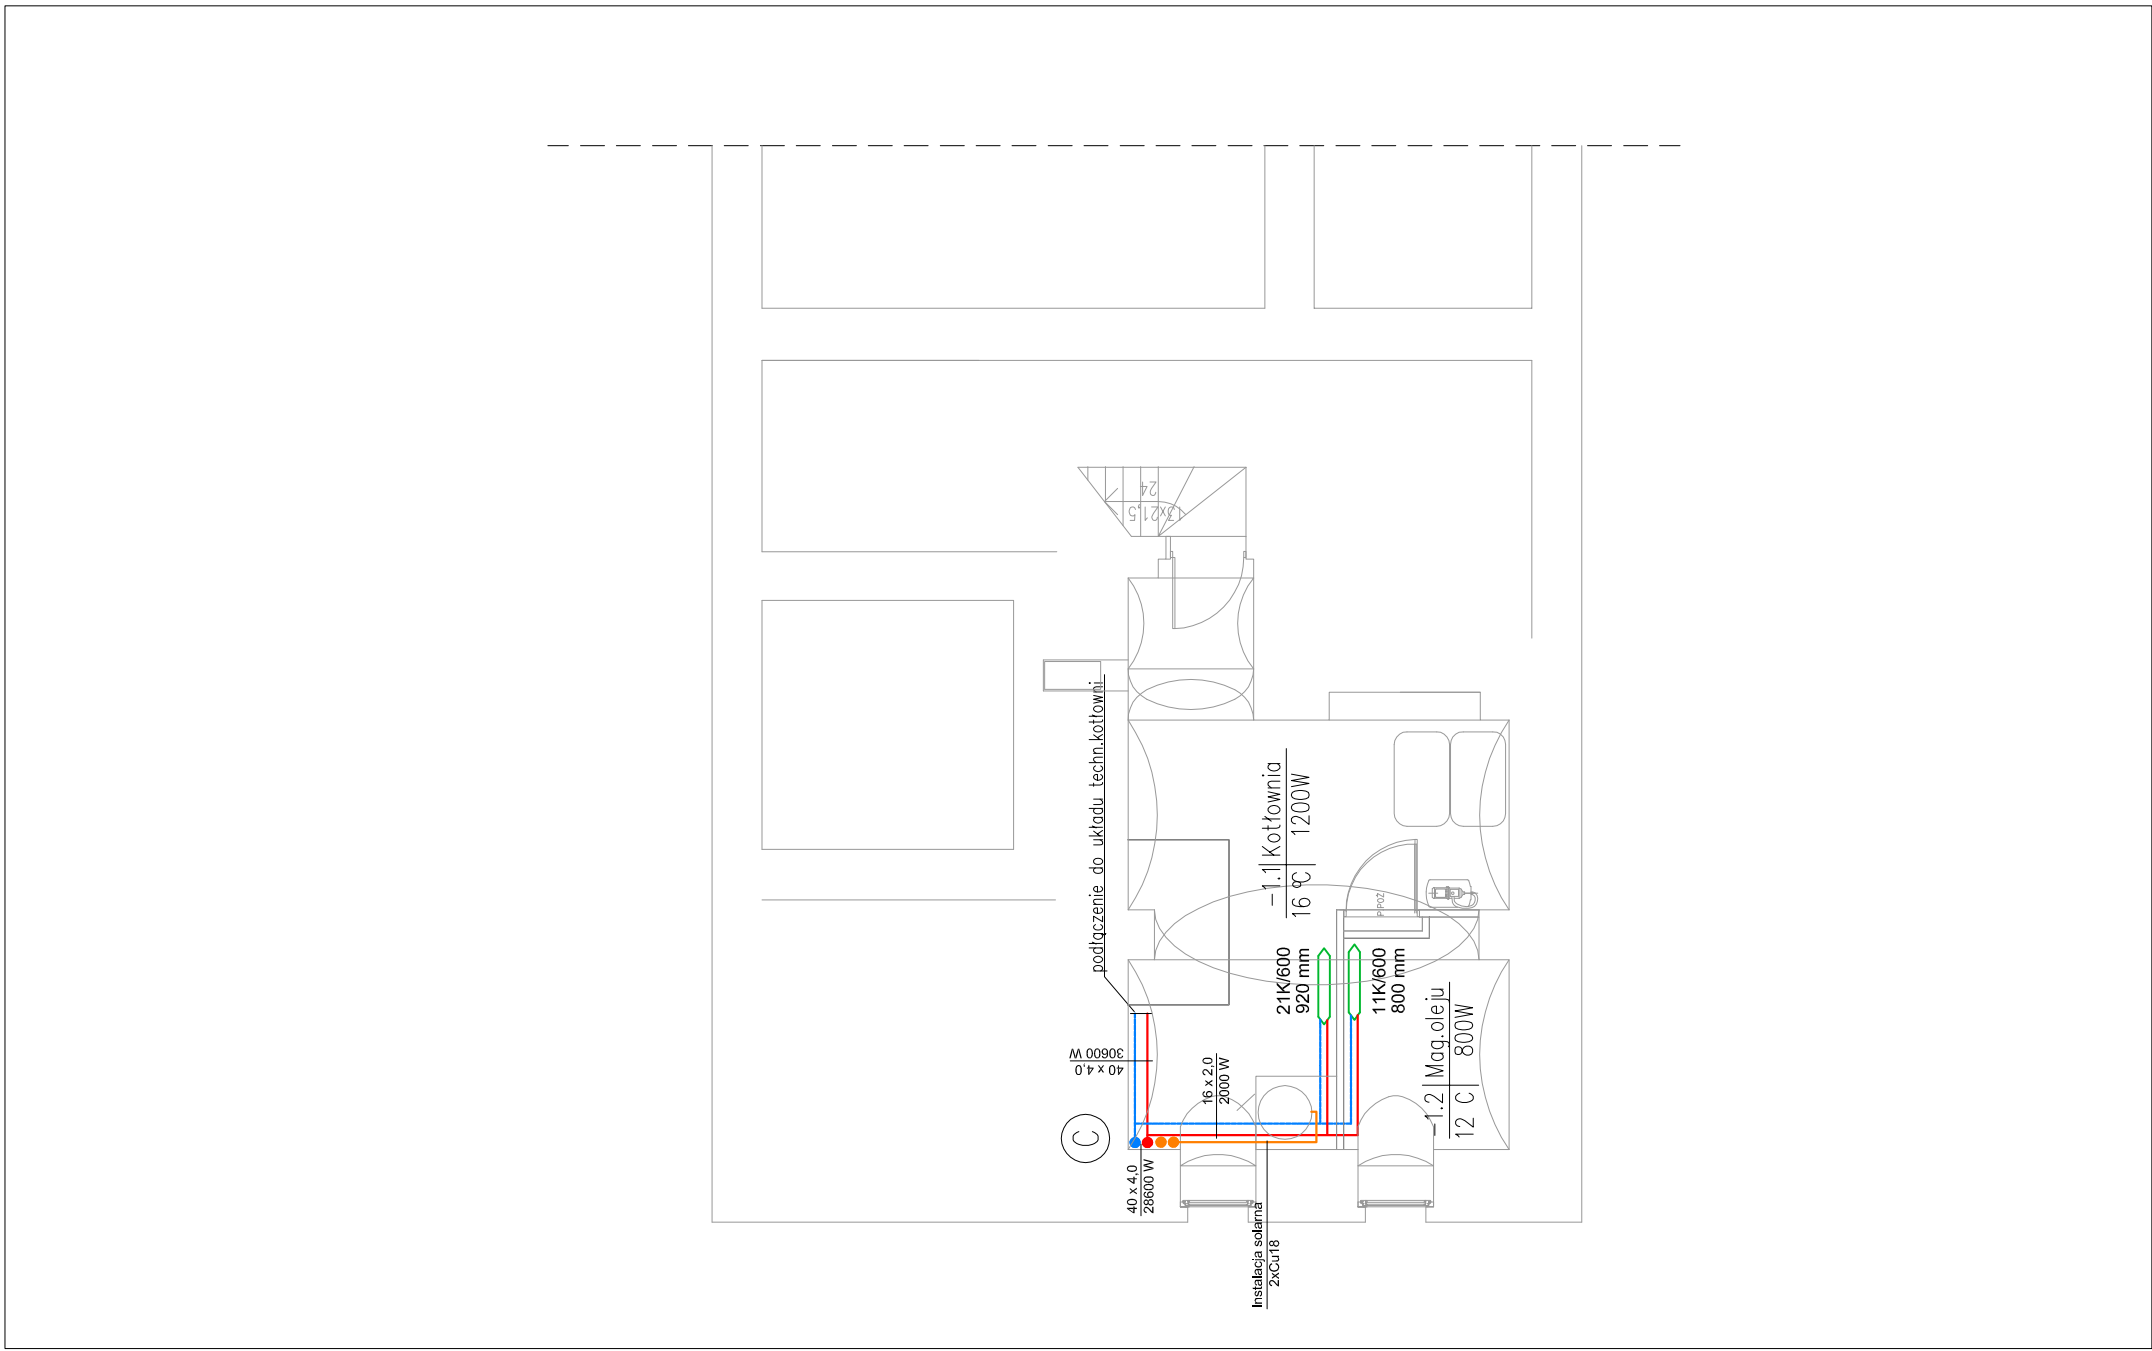 24
13x21,5
podłączenie do układu techn.kotłowni
-1.1 Kotłownia
16 °C 1200W
P.POŻ
21K/600
920 mm
11K/600
800 mm
-1.2 Mag.oleju
12 C 800W
40 x 4,0
30600 W
16 x 2,0
2000 W
C
40 x 4,0
28600 W
Instalacja solarna
2xCu18